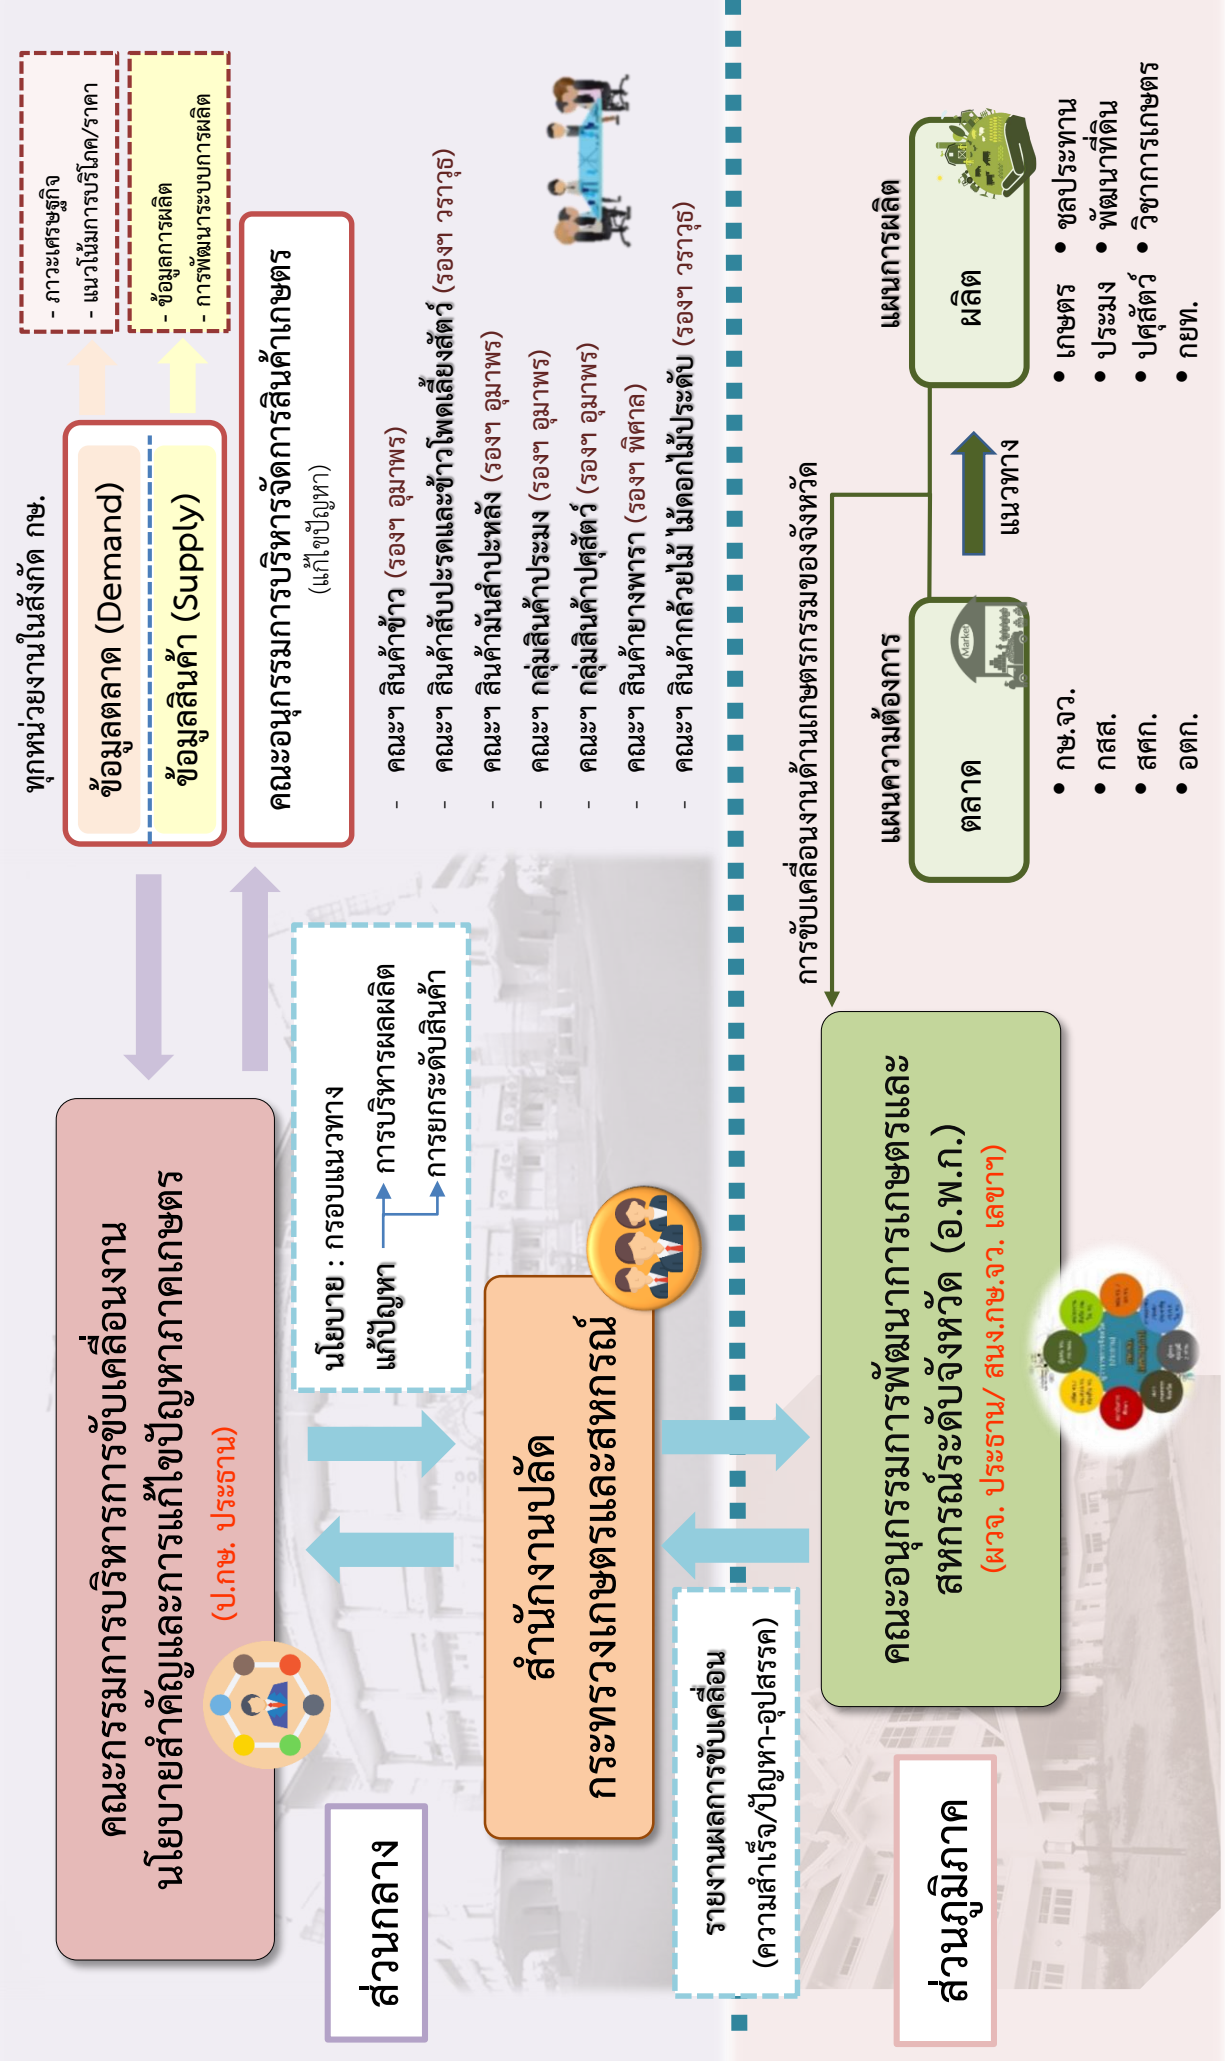 ส่วนกลาง
คณะกรรมการบริหารการขับเคลื่อนงาน
นโยบายสำคัญและการแก้ไขปัญหาภาคเกษตร
(ป.กษ. ประธาน)
ทุกหน่วยงานในสังกัด กษ.
ข้อมูลตลาด (Demand)
ข้อมูลสินค้า (Supply)
- ภาวะเศรษฐกิจ
- แนวโน้มการบริโภค/ราคา
- ข้อมูลการผลิต
- การพัฒนาระบบการผลิต
คณะอนุกรรมการบริหารจัดการสินค้าเกษตร
(แก้ไขปัญหา)
- คณะฯ สินค้าข้าว (รองฯ อุมาพร)
- คณะฯ สินค้าสับปะรดและข้าวโพดเลี้ยงสัตว์ (รองฯ วราวุธ)
- คณะฯ สินค้ามันสำปะหลัง (รองฯ อุมาพร)
- คณะฯ กลุ่มสินค้าประมง (รองฯ อุมาพร)
- คณะฯ กลุ่มสินค้าปศุสัตว์ (รองฯ อุมาพร)
- คณะฯ สินค้ายางพารา (รองฯ พิศาล)
- คณะฯ สินค้ากล้วยไม้ ไม้ดอกไม้ประดับ (รองฯ วราวุธ)
นโยบาย : กรอบแนวทาง
แก้ปัญหา การบริหารผลผลิต
การยกระดับสินค้า
สำนักงานปลัด
กระทรวงเกษตรและสหกรณ์
รายงานผลการขับเคลื่อน
(ความสำเร็จ/ปัญหา-อุปสรรค)
ส่วนภูมิภาค
คณะอนุกรรมการพัฒนาการเกษตรและ
สหกรณ์ระดับจังหวัด (อ.พ.ก.)
(ผวจ. ประธาน/ สนง.กษ.จว. เลขาฯ)
การขับเคลื่อนงานด้านเกษตรกรรมของจังหวัด
แผนความต้องการ
ตลาด
Market
• กษ.จว.
• กสส.
• สศก.
• อตก.
แนวทาง
แผนการผลิต
ผลิต
• เกษตร • ชลประทาน
• ประมง • พัฒนาที่ดิน
• ปศุสัตว์ • วิชาการเกษตร
• กยท.